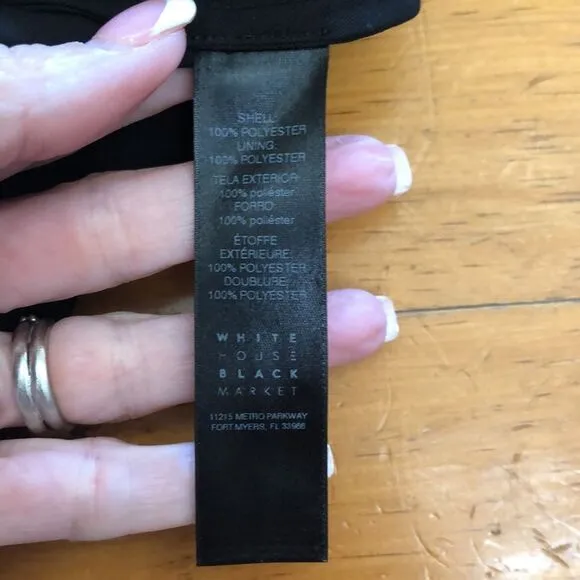 SHELL:
100% POLYESTER
LINING:
100% POLYESTER
TELA EXTERIOR:
100% poliéster
FORRO:
100% poliéster
ÉTOFFE
EXTÉRIEURE:
100% POLYESTER
DOUBLURE:
100% POLYESTER
WHITE
HOUSE
BLACK
MARKET
11215 METRO PARKWAY
FORT MYERS, FL 33966